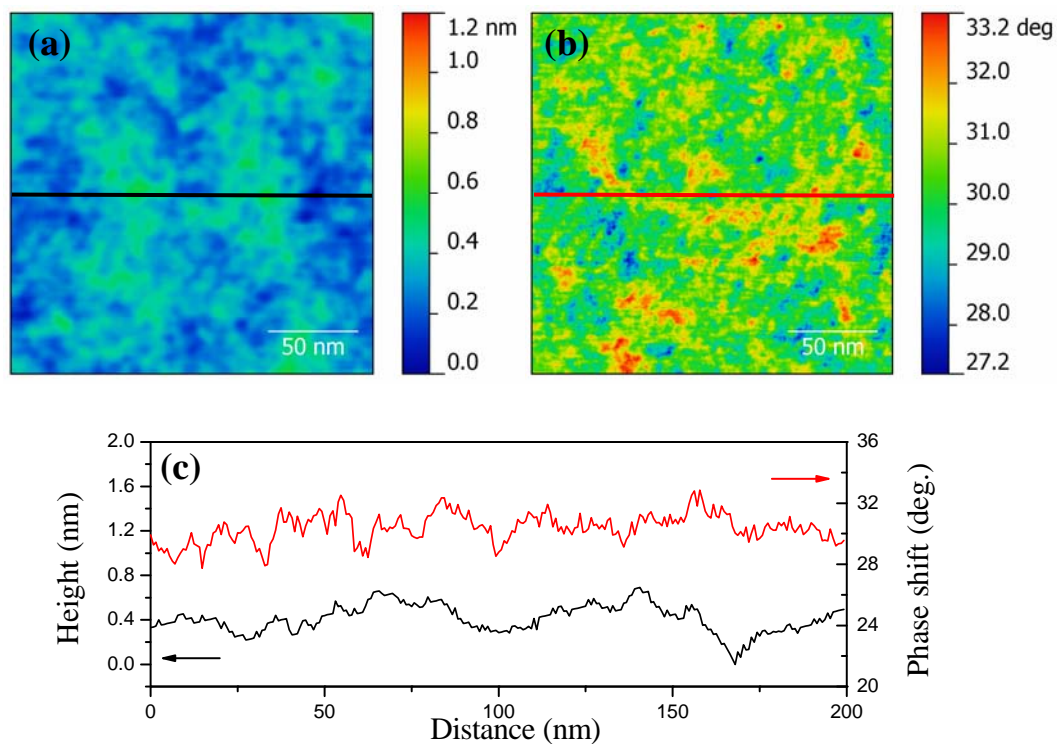 (a)
1.2 nm
1.0
0.8
0.6
0.4
0.2
0.0
50 nm
(b)
33.2 deg
32.0
31.0
30.0
29.0
28.0
27.2
50 nm
(c)
2.0
1.6
1.2
0.8
0.4
0.0
Height (nm)
36
32
28
24
20
Phase shift (deg.)
0
50
100
150
200
Distance (nm)